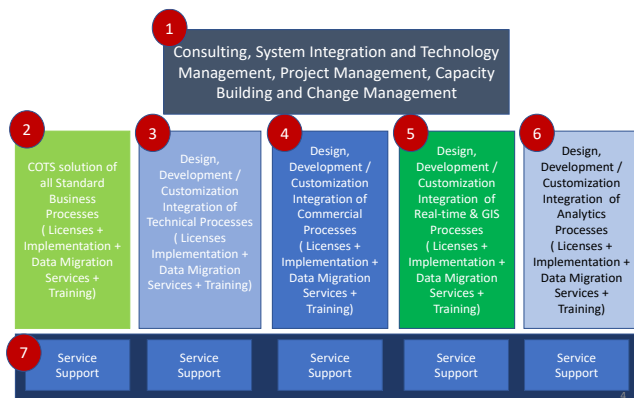 1
Consulting, System Integration and Technology
Management, Project Management, Capacity
Building and Change Management
2
COTS solution of
all Standard
Business
Processes
( Licenses +
Implementation +
Data Migration
Services +
Training)
3
Design,
Development /
Customization
Integration of
Technical Processes
( Licenses
Implementation +
Data Migration
Services + Training)
4
Design,
Development /
Customization
Integration of
Commercial
Processes
( Licenses +
Implementation +
Data Migration
Services +
Training)
5
Design,
Development /
Customization
Integration of
Real-time & GIS
Processes
( Licenses +
Implementation +
Data Migration
Services +
Training)
6
Design,
Development /
Customization
Integration of
Analytics
Processes
( Licenses +
Implementation +
Data Migration
Services +
Training)
7
Service
Support
Service
Support
Service
Support
Service
Support
Service
Support
4